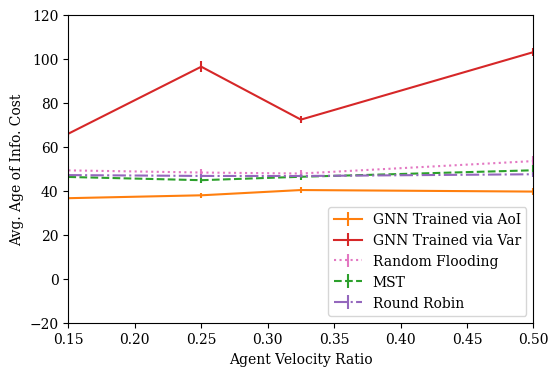 120
100
80
60
40
20
0
−20
Avg. Age of Info. Cost
GNN Trained via AoI
GNN Trained via Var
Random Flooding
MST
Round Robin
0.15 0.20 0.25 0.30 0.35 0.40 0.45 0.50
Agent Velocity Ratio